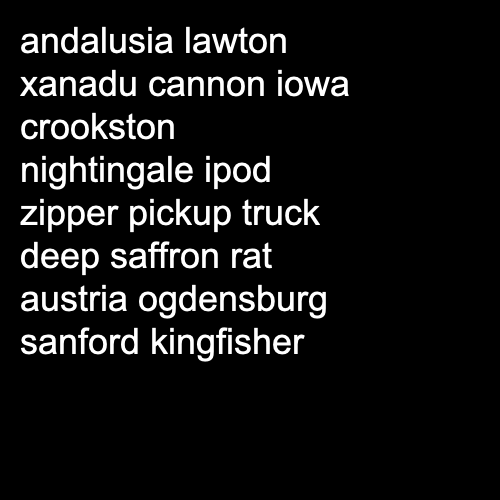 andalusia lawton
xanadu cannon iowa
crookston
nightingale ipod
zipper pickup truck
deep saffron rat
austria ogdensburg
sanford kingfisher